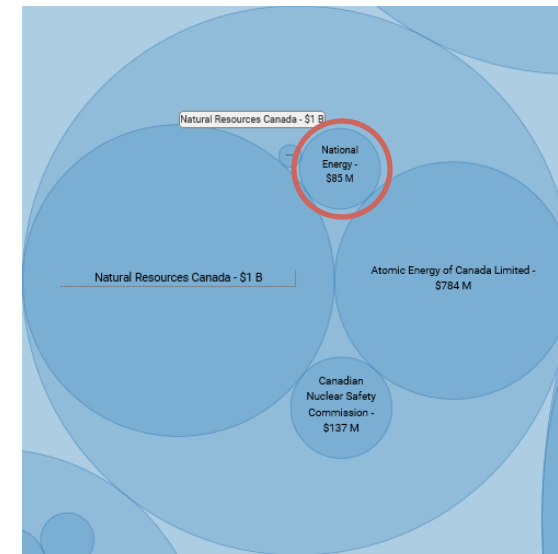 Natural Resources Canada - $1 B
National
Energy -
$85 M
...
Natural Resources Canada - $1 B
Atomic Energy of Canada Limited -
$784 M
Canadian
Nuclear Safety
Commission -
$137 M